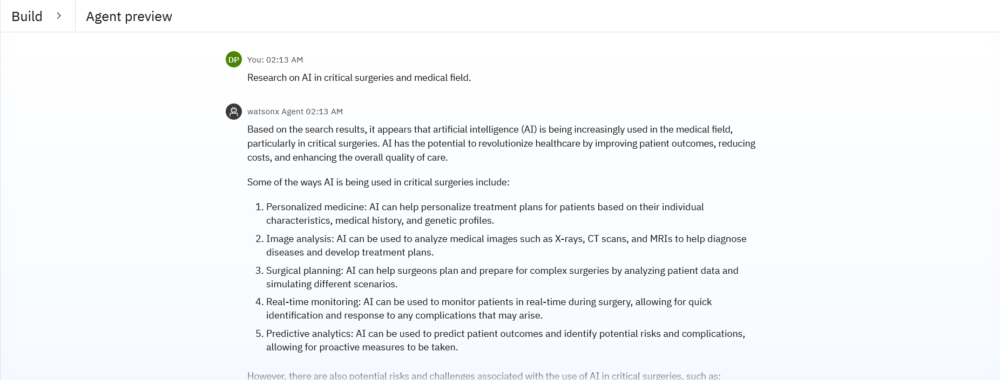 Build
Agent preview
DP
You: 02:13 AM
Research on AI in critical surgeries and medical field.
watsonx Agent 02:13 AM
Based on the search results, it appears that artificial intelligence (AI) is being increasingly used in the medical field,
particularly in critical surgeries. AI has the potential to revolutionize healthcare by improving patient outcomes, reducing
costs, and enhancing the overall quality of care.
Some of the ways AI is being used in critical surgeries include:
1. Personalized medicine: AI can help personalize treatment plans for patients based on their individual
characteristics, medical history, and genetic profiles.
2. Image analysis: AI can be used to analyze medical images such as X-rays, CT scans, and MRIs to help diagnose
diseases and develop treatment plans.
3. Surgical planning: AI can help surgeons plan and prepare for complex surgeries by analyzing patient data and
simulating different scenarios.
4. Real-time monitoring: AI can be used to monitor patients in real-time during surgery, allowing for quick
identification and response to any complications that may arise.
5. Predictive analytics: AI can be used to predict patient outcomes and identify potential risks and complications,
allowing for proactive measures to be taken.
However, there are also potential risks and challenges associated with the use of AI in critical surgeries, such as: